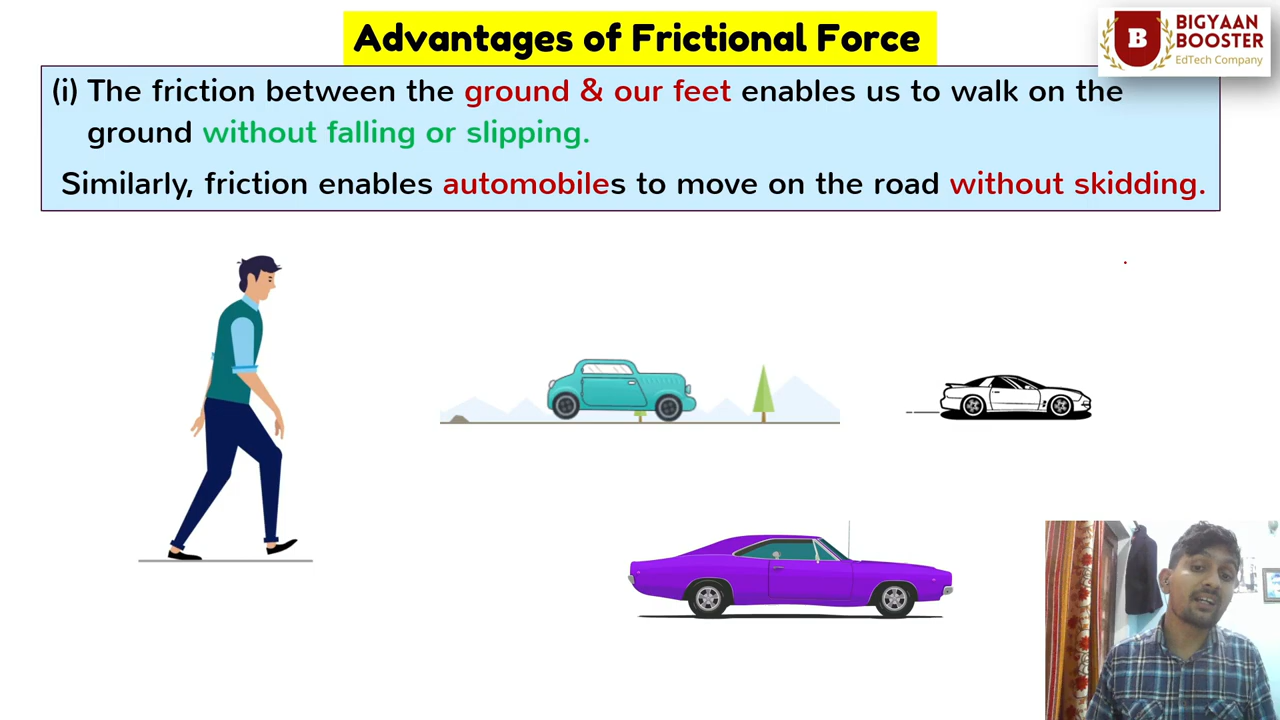 Advantages of Frictional Force
BIGYAAN
BOOSTER
EdTech Company
B
(i) The friction between the ground & our feet enables us to walk on the
ground without falling or slipping.
Similarly, friction enables automobiles to move on the road without skidding.